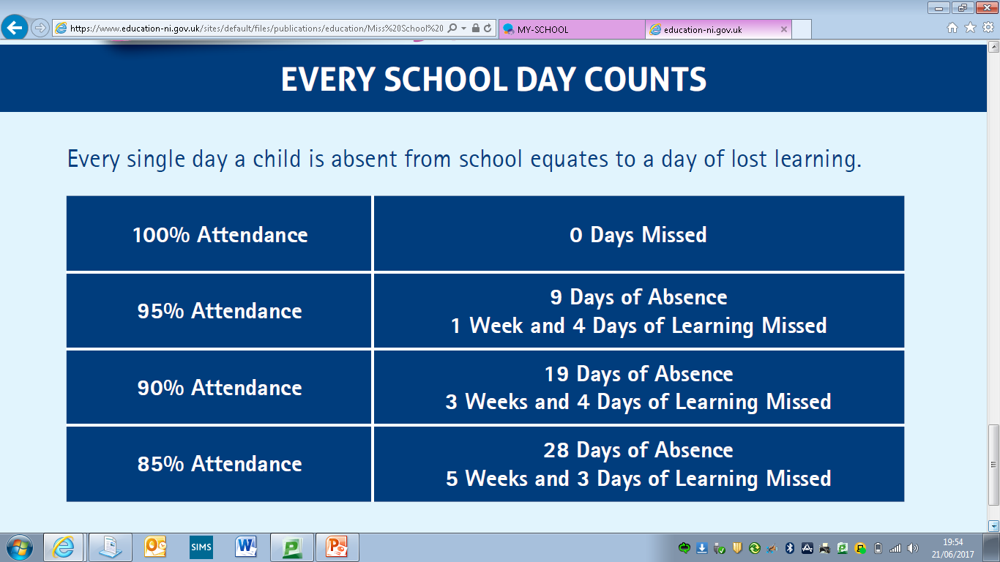 https://www.education-ni.gov.uk/sites/default/files/publications/education/Miss%20School%20
MY-SCHOOL
education-ni.gov.uk
EVERY SCHOOL DAY COUNTS
Every single day a child is absent from school equates to a day of lost learning.
100% Attendance
0 Days Missed
95% Attendance
9 Days of Absence
1 Week and 4 Days of Learning Missed
90% Attendance
19 Days of Absence
3 Weeks and 4 Days of Learning Missed
85% Attendance
28 Days of Absence
5 Weeks and 3 Days of Learning Missed
SIMS
19:54
21/06/2017